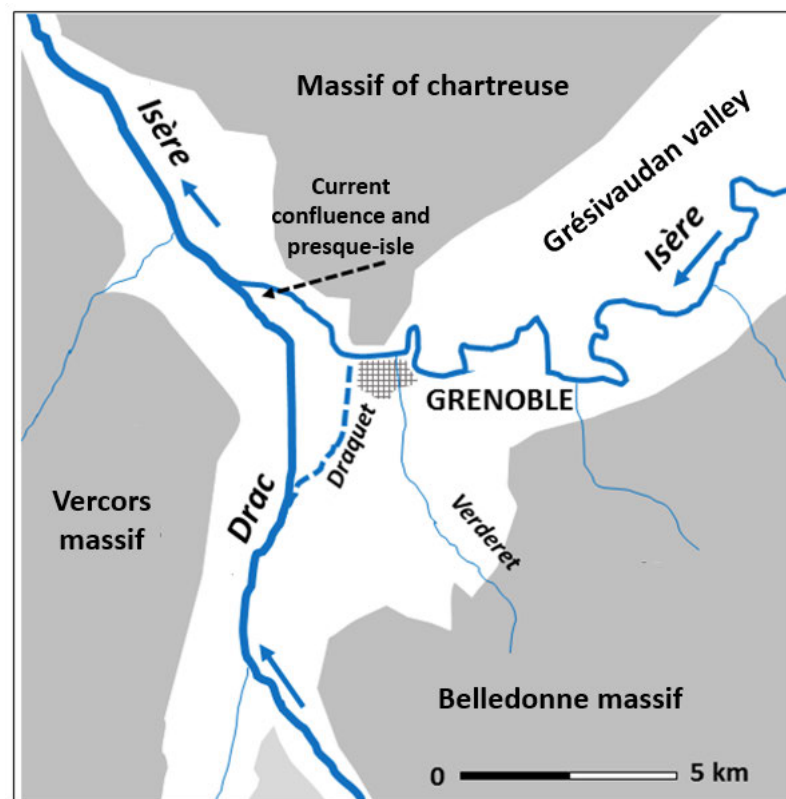 Massif of chartreuse
Isère
Grésivaudan valley
Current
confluence and
presque-isle
Isère
GRENOBLE
Draquet
Drac
Vercors
massif
Verderet
Belledonne massif
0 5 km